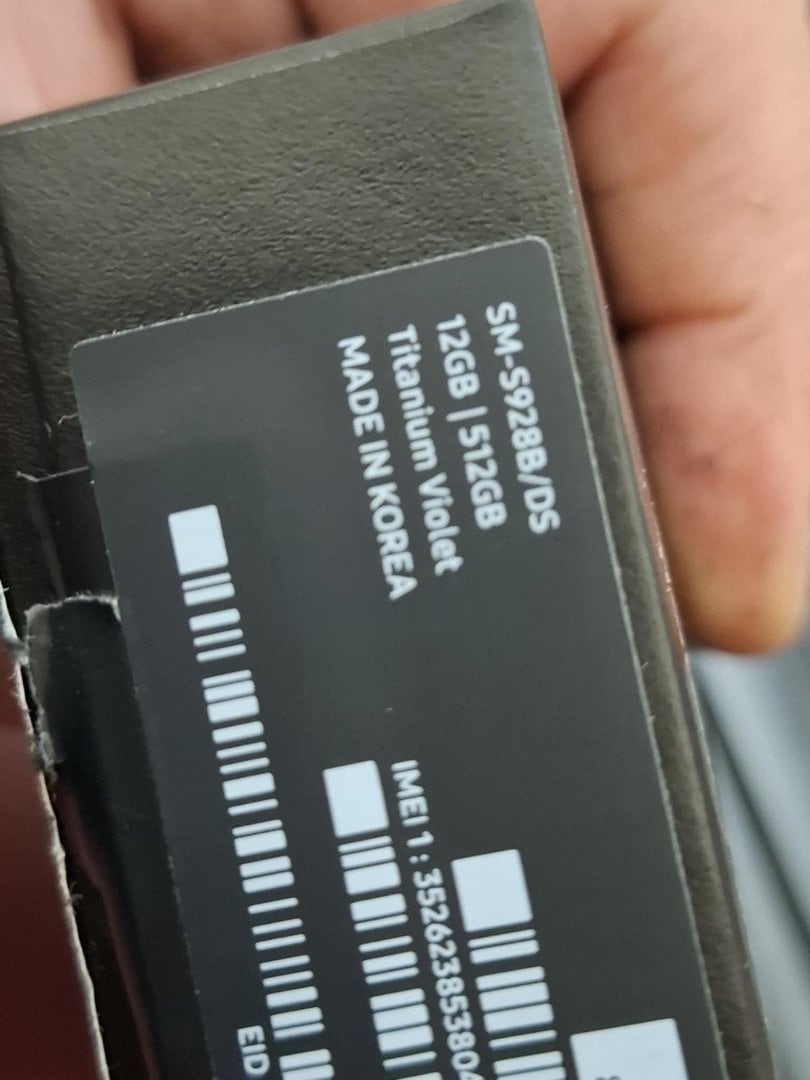 SM-S928B/DS
12GB | 512GB
Titanium Violet
MADE IN KOREA
IMEI 1 : 35262385380
EID